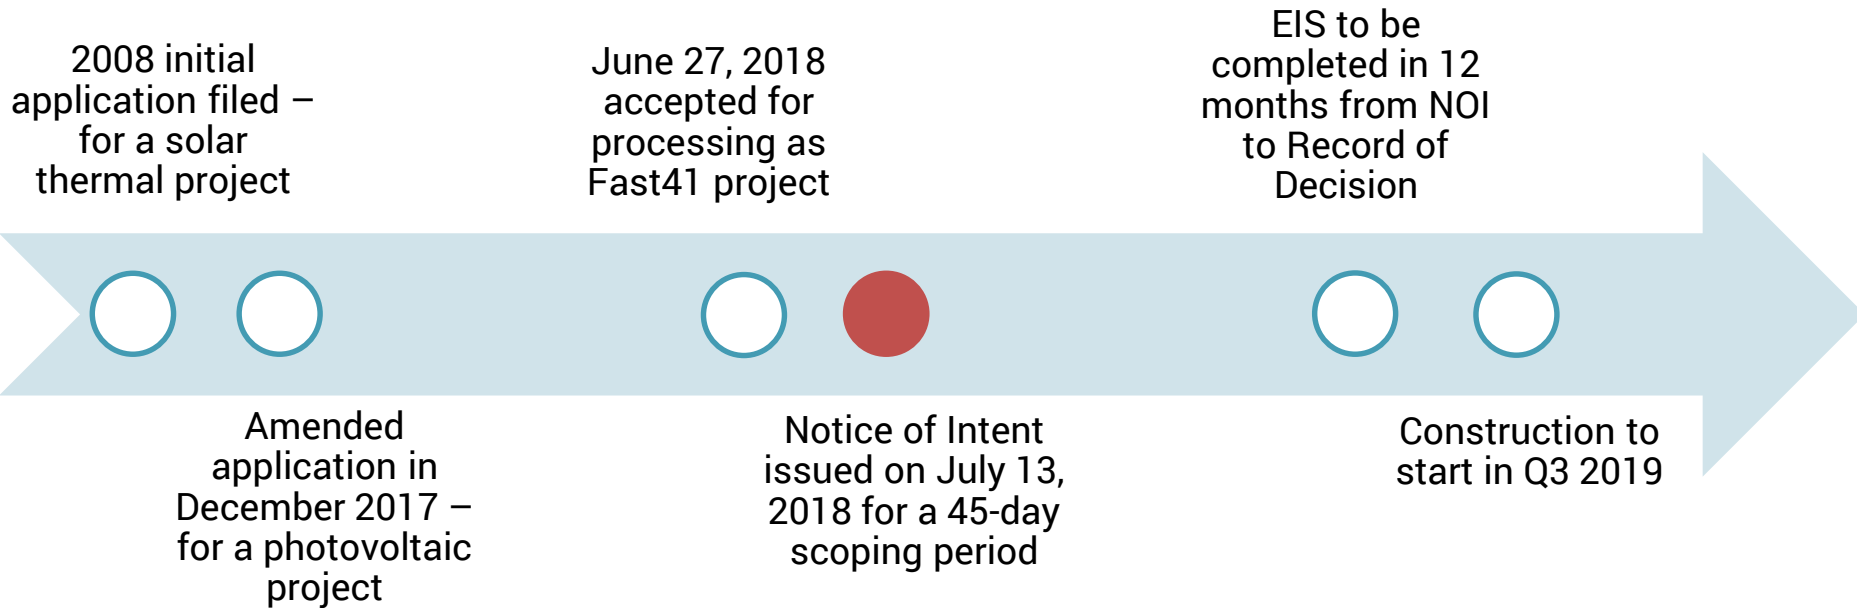 2008 initial
application filed –
for a solar
thermal project
Amended
application in
December 2017 –
for a photovoltaic
project
June 27, 2018
accepted for
processing as
Fast41 project
Notice of Intent
issued on July 13,
2018 for a 45-day
scoping period
EIS to be
completed in 12
months from NOI
to Record of
Decision
Construction to
start in Q3 2019